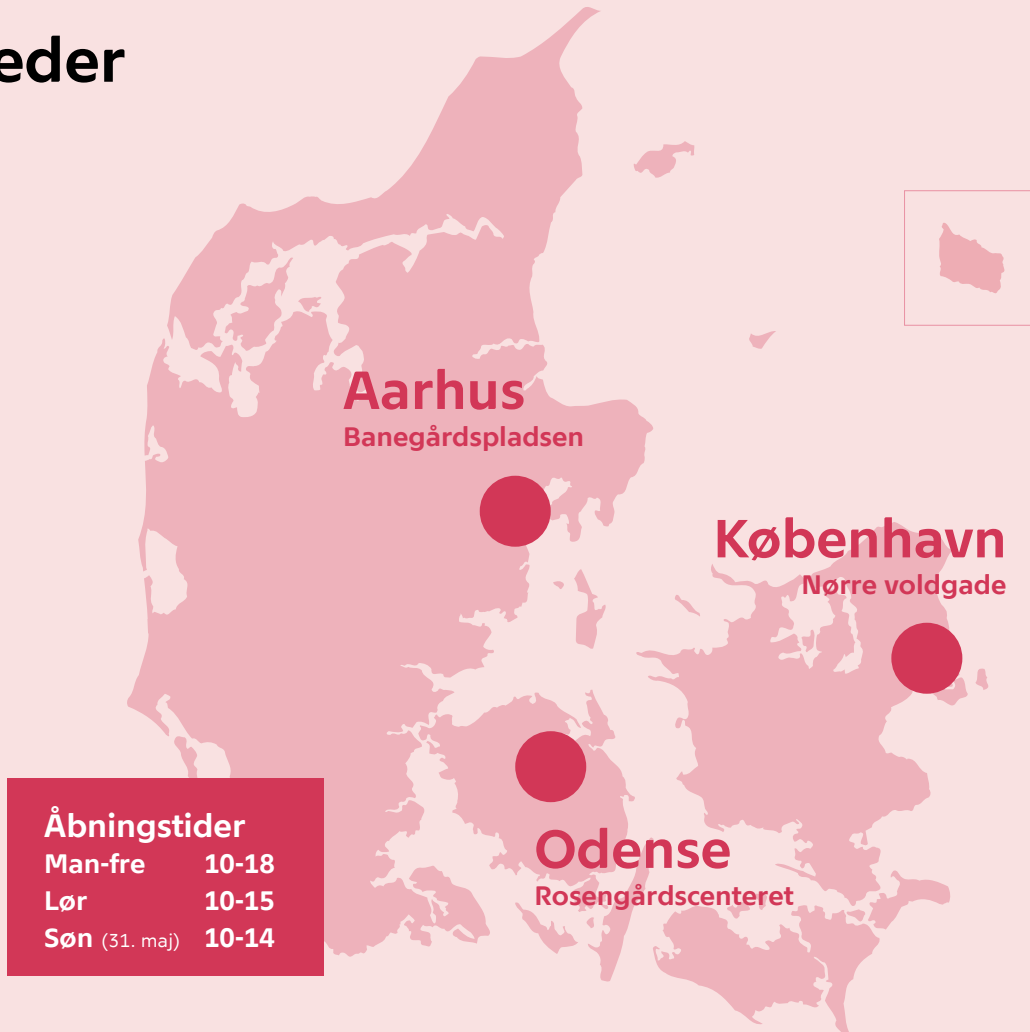 eder
Aarhus
Banegårdspladsen
København
Nørre voldgade
Odense
Rosengårdscenteret
Åbningstider
Man-fre 10-18
Lør 10-15
Søn (31. maj) 10-14